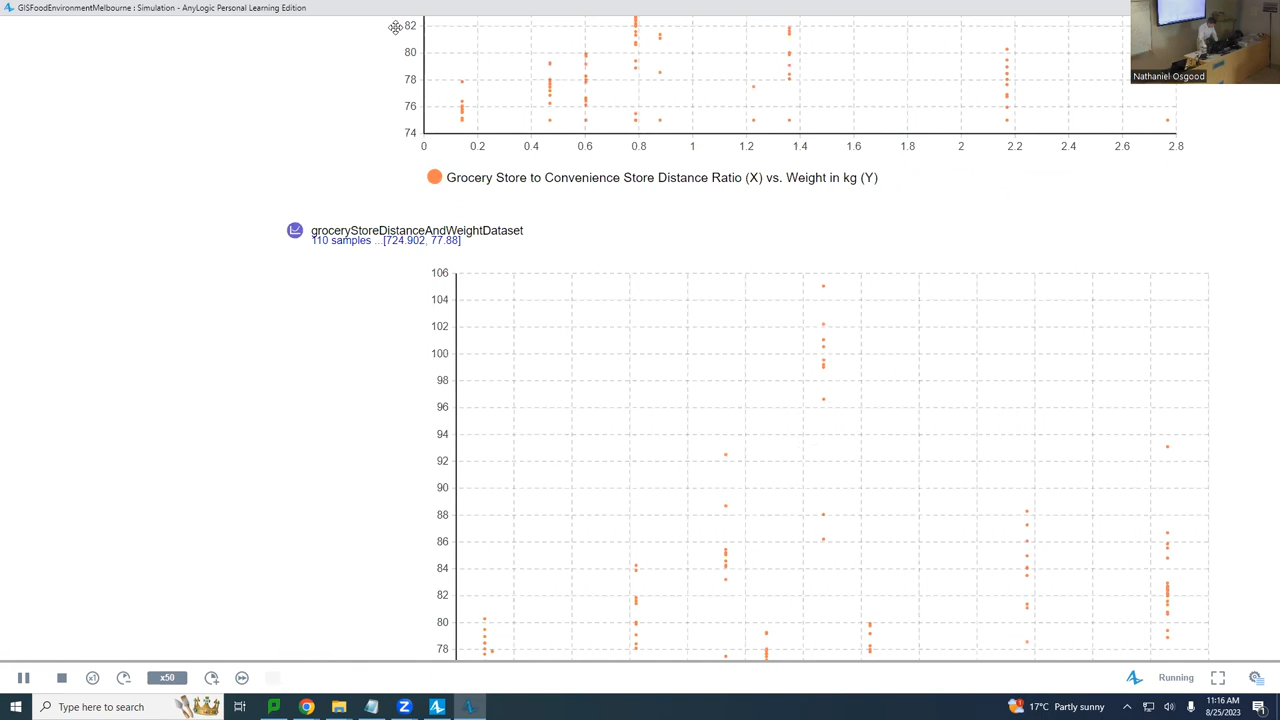 GISFoodEnvironmentMelbourne : Simulation - AnyLogic Personal Learning Edition
82
80
78
76
74
0 0.2 0.4 0.6 0.8 1 1.2 1.4 1.6 1.8 2 2.2 2.4 2.6 2.8
Nathaniel Osgood
Grocery Store to Convenience Store Distance Ratio (X) vs. Weight in kg (Y)
groceryStoreDistanceAndWeightDataset
110 samples ...[724.902, 77.88]
106
104
102
100
98
96
94
92
90
88
86
84
82
80
78
x1 x50 Running
Type here to search
17°C Partly sunny
11:16 AM
8/25/2023
1